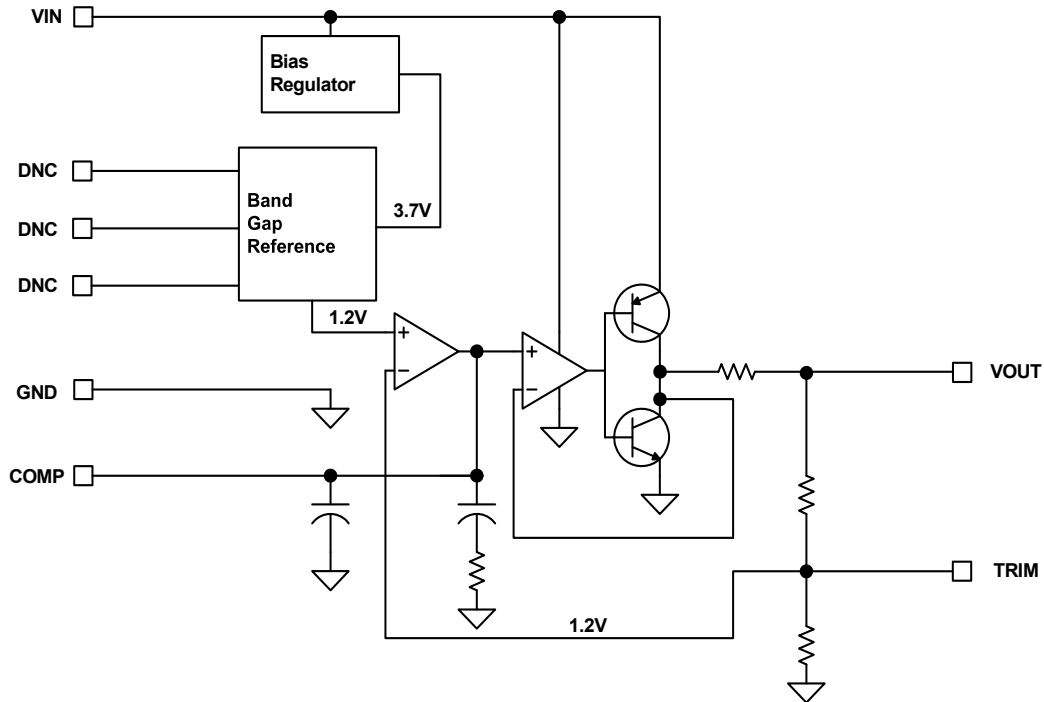 VIN
Bias
Regulator
DNC
Band
Gap
Reference
3.7V
DNC
DNC
1.2V
+
−
+
−
GND
VOUT
COMP
TRIM
1.2V